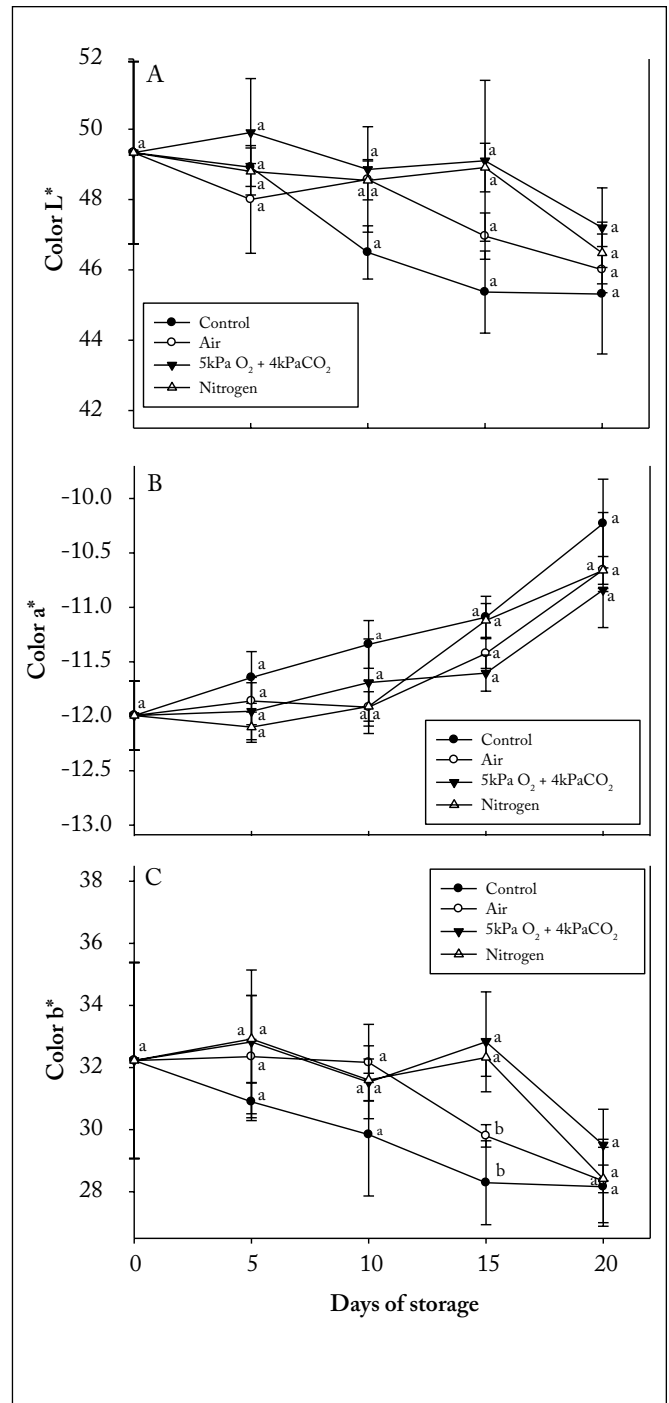 A
Color L*
52
50
48
46
44
42
a
a
a
a
a
a
a a
a
a
a
a
a
a
a
a
a
Control
Air
5kPa O₂ + 4kPaCO₂
Nitrogen
B
Color a*
-10.0
-10.5
-11.0
-11.5
-12.0
-12.5
-13.0
a
a
a
a
a
a
a
a a
a
a
a
a
a
a a
a
Control
Air
5kPa O₂ + 4kPaCO₂
Nitrogen
C
Color b*
38
36
34
32
30
28
a
a a
a
a
a
a a
a
a
a
b
b
a
a
a
a
Control
Air
5kPa O₂ + 4kPaCO₂
Nitrogen
0 5 10 15 20
Days of storage